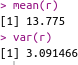 > mean(r)
[1] 13.775
> var(r)
[1] 3.091466